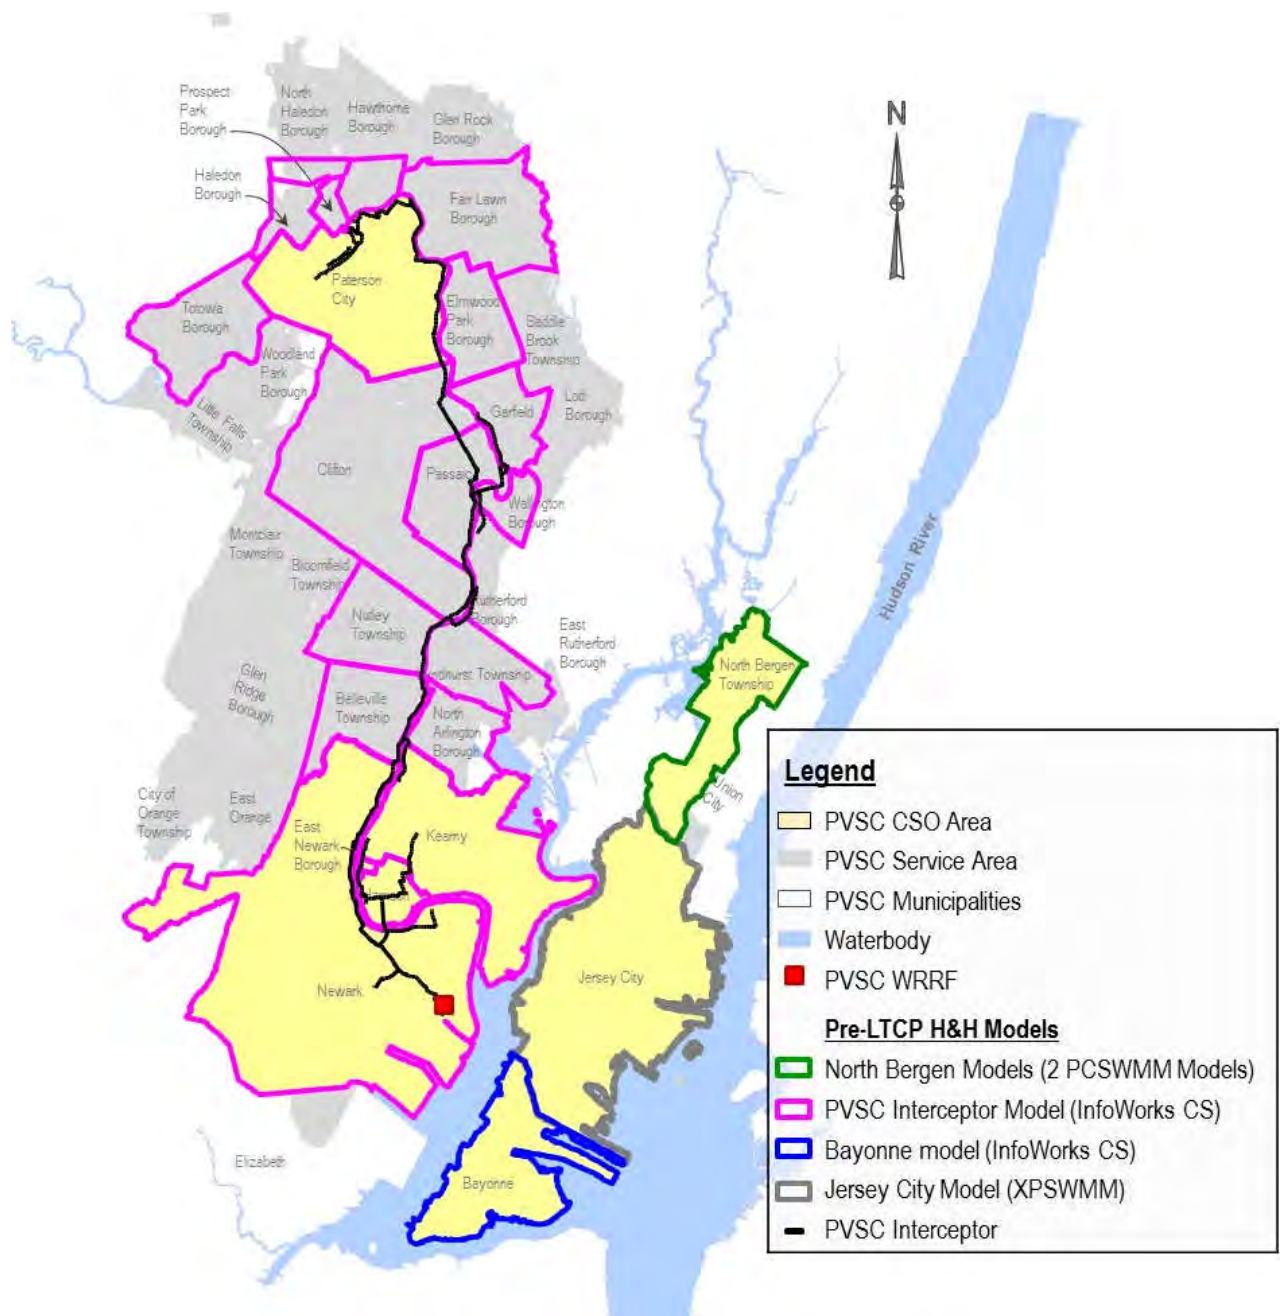 Prospect
Park
Borough
North
Haledon
Borough
Hawthorne
Borough
Glen Rock
Borough
N
Haledon
Borough
Fair Lawn
Borough
Paterson
City
Totowa
Borough
Elmwood
Park
Borough
Saddle
Brook
Township
Woodland
Park
Borough
Little Falls
Township
Garfield
Lodi
Borough
Clifton
Passaic
Wallington
Borough
Montclair
Township
Bloomfield
Township
Hudson River
Nutley
Township
Rutherford
Borough
East
Rutherford
Borough
ndhurst Township
North Bergen
Township
Glen
Ridge
Borough
Belleville
Township
North
Arlington
Borough
Union
City
City of
Orange
Township
East
Orange
East
Newark
Borough
Kearny
Newark
Jersey City
Elizabeth
Bayonne
Legend
PVSC CSO Area
PVSC Service Area
PVSC Municipalities
Waterbody
PVSC WRRF
Pre-LTCP H&H Models
North Bergen Models (2 PCSWMM Models)
PVSC Interceptor Model (InfoWorks CS)
Bayonne model (InfoWorks CS)
Jersey City Model (XPSWMM)
PVSC Interceptor